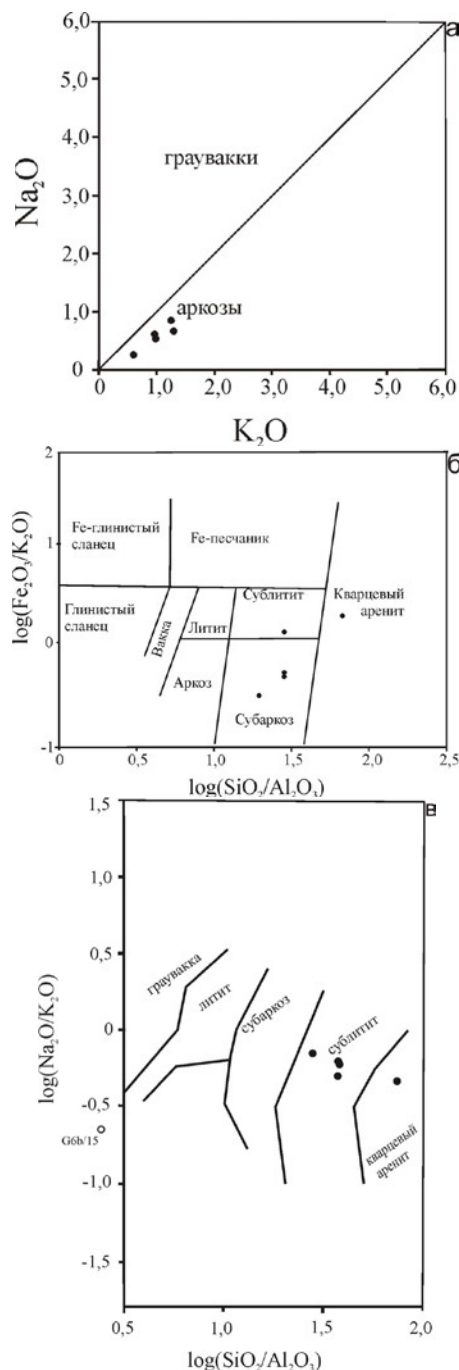 6,0
а
5,0
4,0
граувакки
Na₂O
3,0
2,0
1,0
аркозы
0
0 1,0 2,0 3,0 4,0 5,0 6,0
K₂O
2
б
Fe-глинистый
сланец
Fe-песчаник
1
log(Fe₂O₃/K₂O)
Глинистый
сланец
Вакка
Литит
Сублитит
Кварцевый
аренит
0
Аркоз
Субаркоз
-1
0 0,5 1,0 1,5 2,0 2,5
log(SiO₂/Al₂O₃)
1,5
в
1,0
0,5
граувакка
литит
субаркоз
сублитит
кварцевый
аренит
log(Na₂O/K₂O)
0
-0,5
G6b/15
-1,0
-1,5
0,5 1,0 1,5 2,0
log(SiO₂/Al₂O₃)